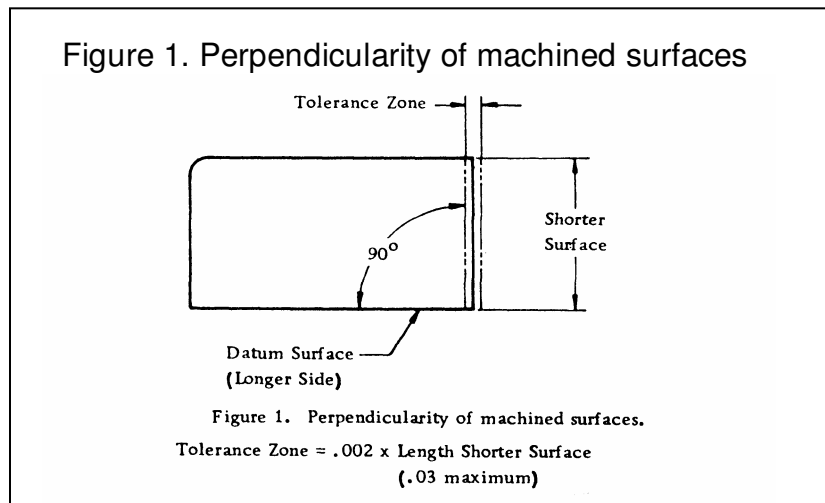 Figure 1. Perpendicularity of machined surfaces
Tolerance Zone
90°
Shorter
Surface
Datum Surface
(Longer Side)
Figure 1. Perpendicularity of machined surfaces.
Tolerance Zone = .002 x Length Shorter Surface
(.03 maximum)